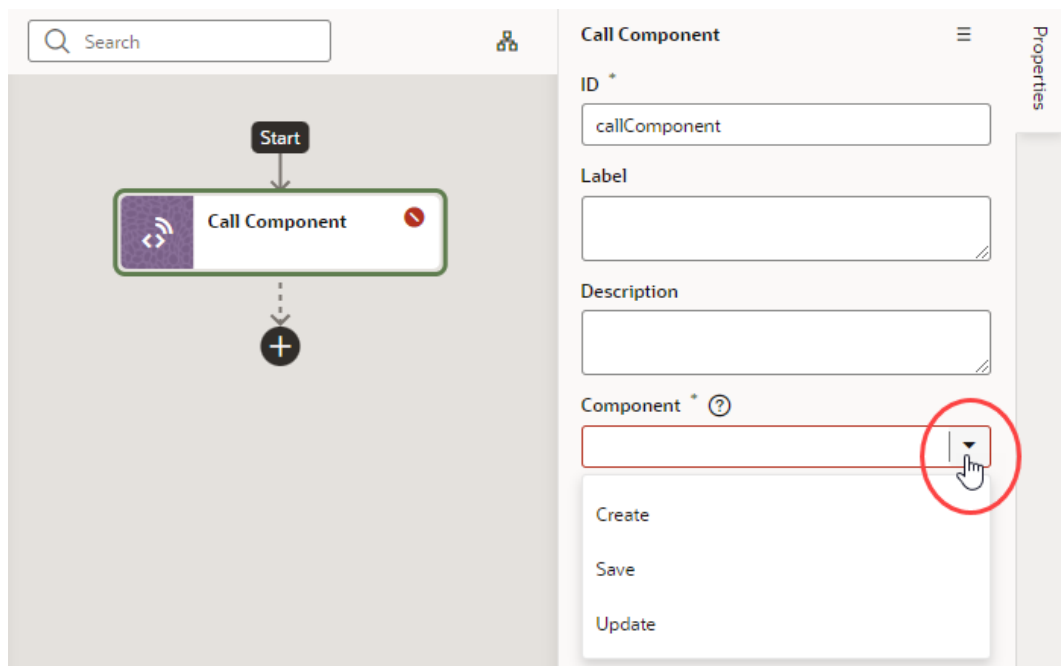 Search
Start
Call Component
Call Component
ID *
callComponent
Label
Description
Component * ?
Create
Save
Update
Properties